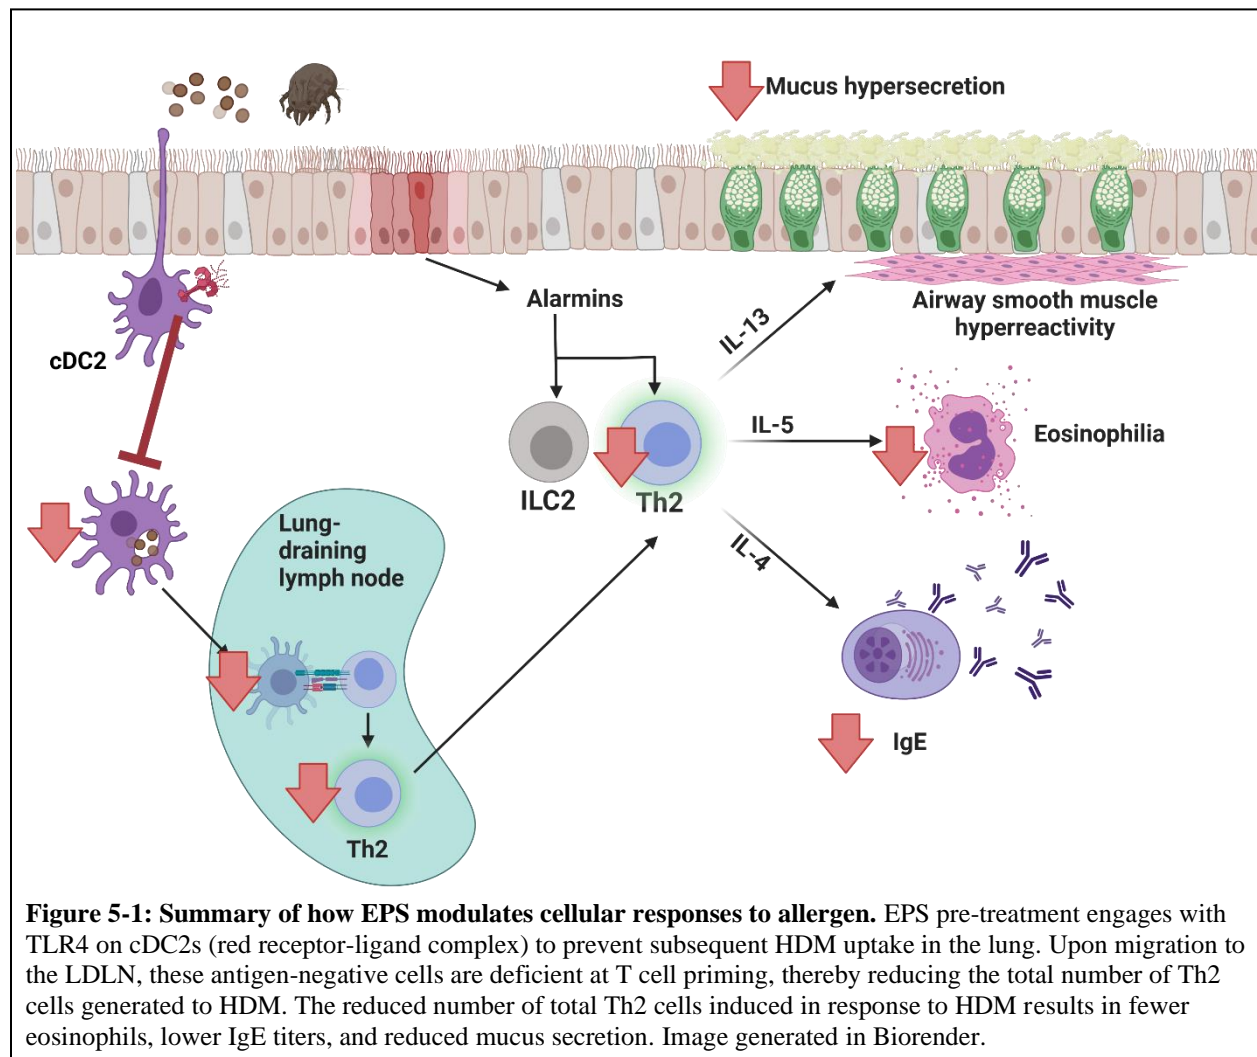 Mucus hypersecretion
cDC2
Alarmins
IL-13
Airway smooth muscle
hyperreactivity
ILC2
Th2
IL-5
Eosinophilia
IL-4
Lung-
draining
lymph node
Th2
IgE
Figure 5-1: Summary of how EPS modulates cellular responses to allergen. EPS pre-treatment engages with
TLR4 on cDC2s (red receptor-ligand complex) to prevent subsequent HDM uptake in the lung. Upon migration to
the LDLN, these antigen-negative cells are deficient at T cell priming, thereby reducing the total number of Th2
cells generated to HDM. The reduced number of total Th2 cells induced in response to HDM results in fewer
eosinophils, lower IgE titers, and reduced mucus secretion. Image generated in Biorender.